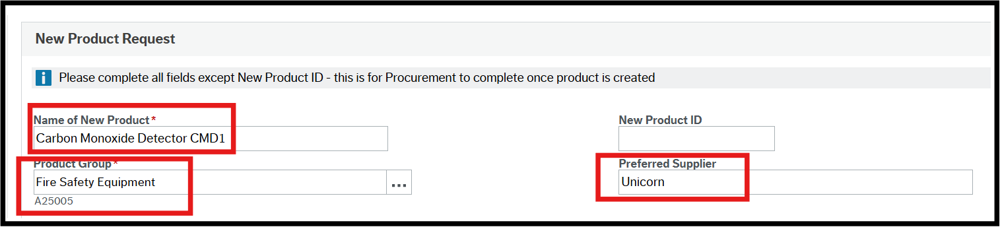 New Product Request
i Please complete all fields except New Product ID - this is for Procurement to complete once product is created
Name of New Product*
Carbon Monoxide Detector CMD1
New Product ID
Product Group*
Fire Safety Equipment
...
A25005
Preferred Supplier
Unicorn